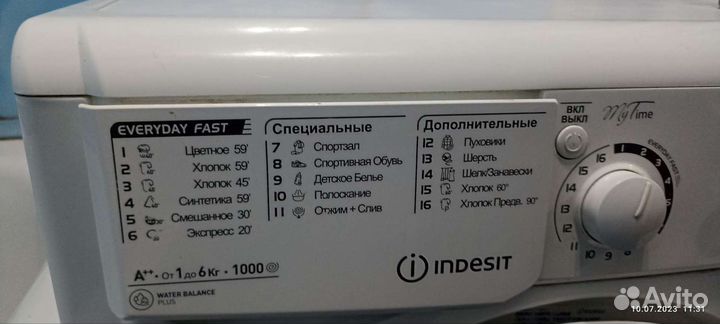 EVERYDAY FAST
1 Цветное 59'
2 Хлопок 59'
3 Хлопок 45'
4 Синтетика 59'
5 Смешанное 30'
6 Экспресс 20'
A++ · От 1 до 6 Кг · 1000
WATER BALANCE
PLUS
Специальные
7 Спортзал
8 Спортивная Обувь
9 Детское Белье
10 Полоскание
11 Отжим + Слив
Дополнительные
12 Пуховики
13 Шерсть
14 Шелк/Занавески
15 Хлопок 60°
16 Хлопок Предв. 90°
INDESIT
ВКЛ
ВЫКЛ
My Time
EVERYDAY FAST
16 1
15 2
14 3
13
12
11 10 9 8
Avito
10.07.2023 11:31